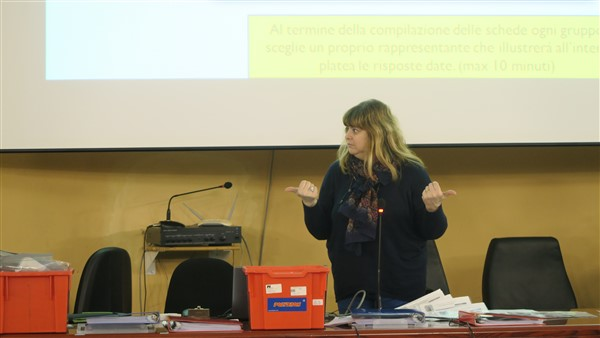 Al termine della compilazione delle schede ogni gruppo
sceglie un proprio rappresentante che illustrerà all'inte
platea le risposte date. (max 10 minuti)